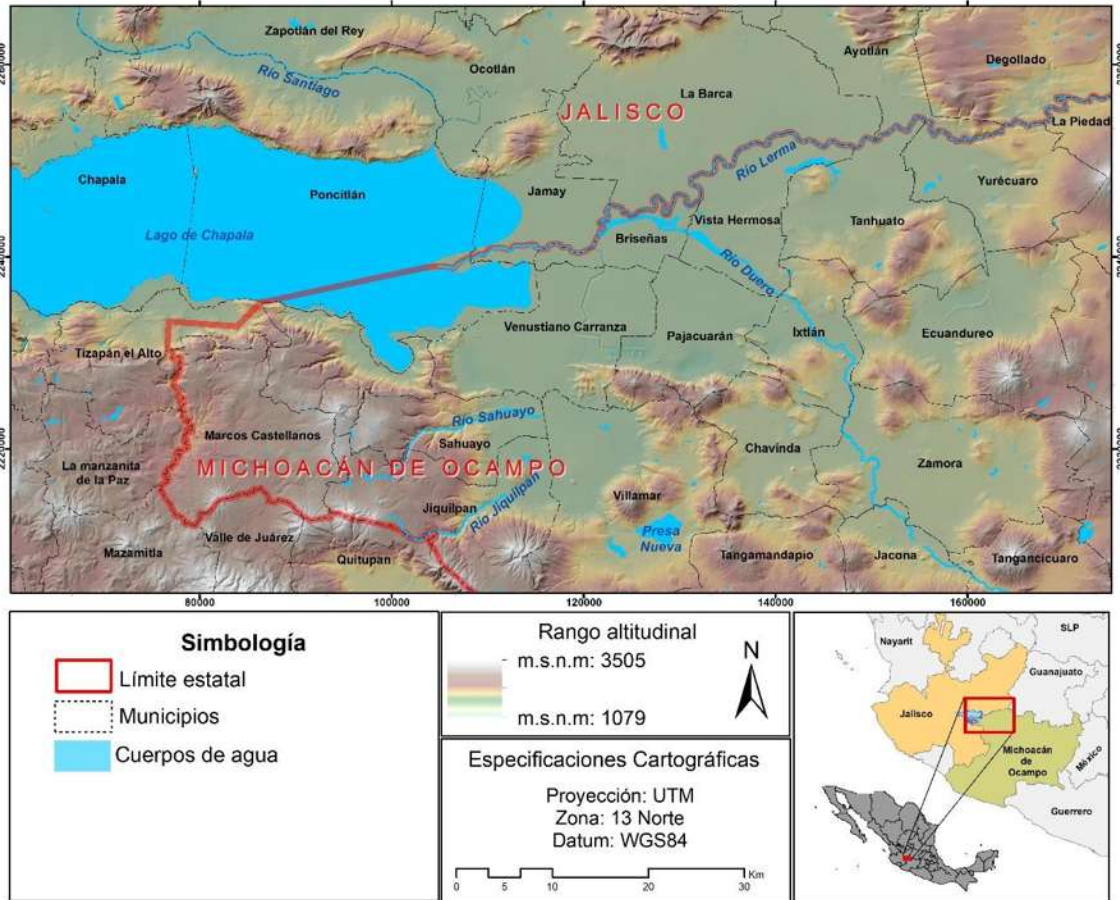 Zapotlán del Rey
Ayotlán
Degollado
Ocotlán
Río Santiago
La Barca
JALISCO
La Piedad
Río Lerma
Chapala
Poncitlán
Jamay
Yurécuaro
Vista Hermosa
Tanhuato
Lago de Chapala
Briseñas
Río Duero
Venustiano Carranza
Pajacuarán
Ixtlán
Ecuandureo
Tizapán el Alto
Río Sahuayo
Marcos Castellanos
Sahuayo
Chavinda
La manzanita
de la Paz
MICHOACÁN DE OCAMPO
Zamora
Villamar
Jiquilpan
Río Jiquilpan
Presa
Nueva
Mazamitla
Valle de Juárez
Quitupan
Tangamandapio
Jacona
Tangancicuaro
2260000
2240000
2220000
80000
100000
120000
140000
160000
Simbología
Límite estatal
Municipios
Cuerpos de agua
Rango altitudinal
m.s.n.m: 3505
m.s.n.m: 1079
N
Especificaciones Cartográficas
Proyección: UTM
Zona: 13 Norte
Datum: WGS84
0 5 10 20 30 Km
Nayarit
SLP
Guanajuato
Jalisco
Michoacán
de
Ocampo
México
Guerrero